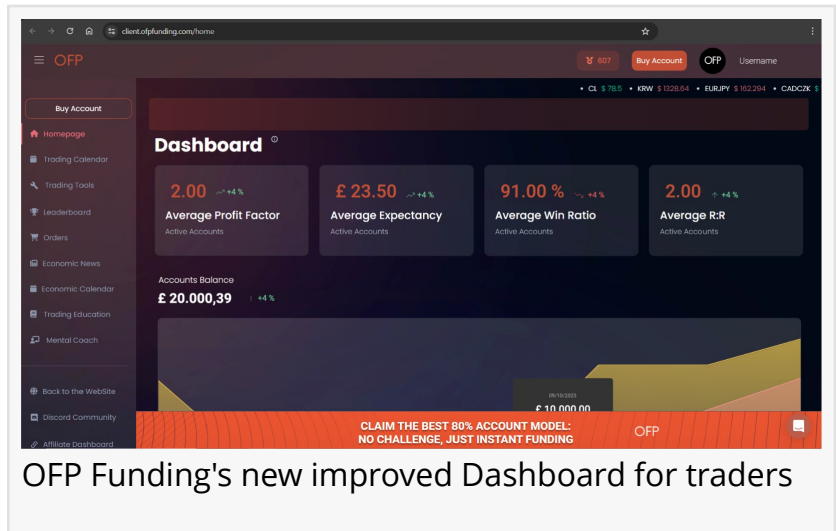 client.ofpfunding.com/home
OFP
607
Buy Account
OFP
Username
• CL $ 78.5 • KRW $ 1328.64 • EURJPY $ 162.294 • CADCZK $
Buy Account
Homepage
Trading Calendar
Trading Tools
Leaderboard
Orders
Economic News
Economic Calendar
Trading Education
Mental Coach
Back to the WebSite
Discord Community
Affiliate Dashboard
Dashboard
2.00 +4 %
Average Profit Factor
Active Accounts
£ 23.50 +4 %
Average Expectancy
Active Accounts
91.00 % +4 %
Average Win Ratio
Active Accounts
2.00 +4 %
Average R:R
Active Accounts
Accounts Balance
£ 20.000,39 +4 %
09/10/2023
£ 10.000,00
CLAIM THE BEST 80% ACCOUNT MODEL:
NO CHALLENGE, JUST INSTANT FUNDING
OFP
OFP Funding's new improved Dashboard for traders